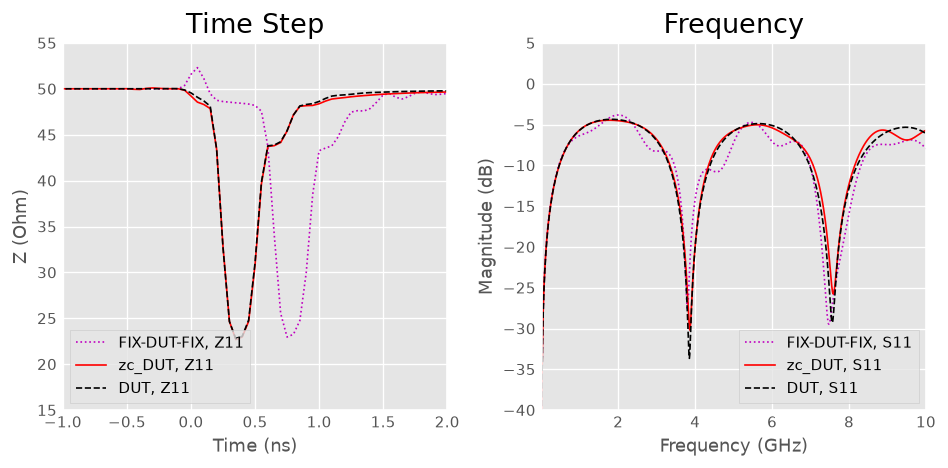 Time Step
55
50
45
40
35
30
25
20
15
Z (Ohm)
−1.0
−0.5
0.0
0.5
1.0
1.5
2.0
Time (ns)
FIX-DUT-FIX, Z11
zc_DUT, Z11
DUT, Z11
Frequency
5
0
−5
−10
−15
−20
−25
−30
−35
−40
Magnitude (dB)
2
4
6
8
10
Frequency (GHz)
FIX-DUT-FIX, S11
zc_DUT, S11
DUT, S11